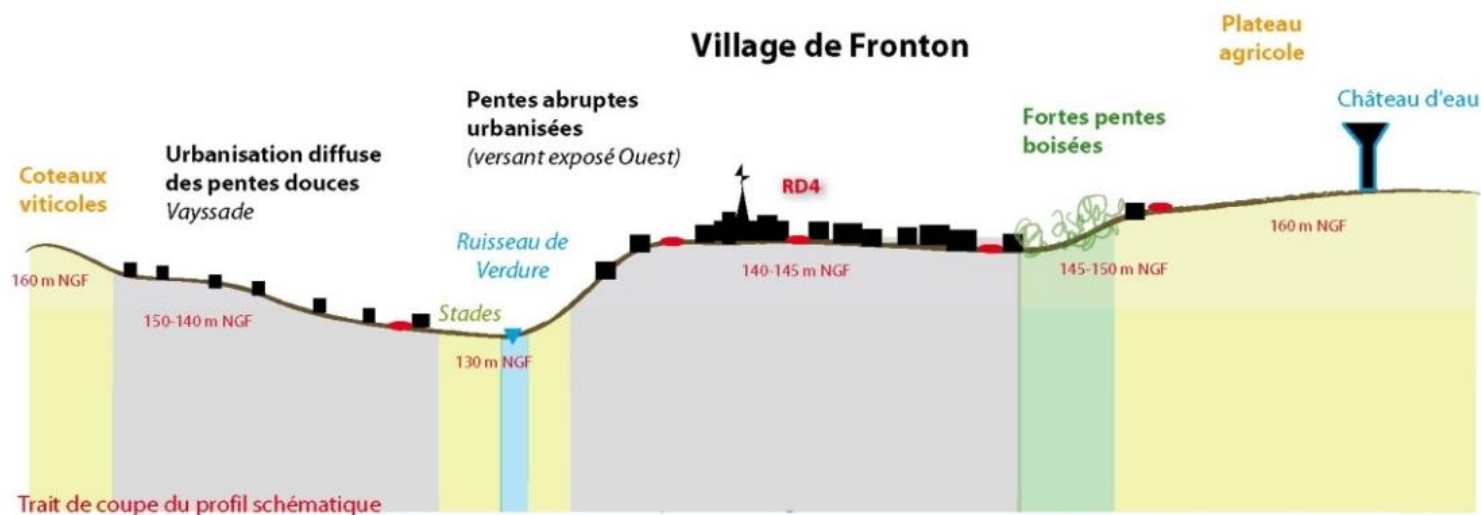 Village de Fronton
Plateau
agricole
Pentes abruptes
urbanisées
(versant exposé Ouest)
Château d'eau
Fortes pentes
boisées
Urbanisation diffuse
des pentes douces
Vayssade
Coteaux
viticoles
RD4
Ruisseau de
Verdure
Stades
160 m NGF
150-140 m NGF
130 m NGF
140-145 m NGF
145-150 m NGF
160 m NGF
Trait de coupe du profil schématique